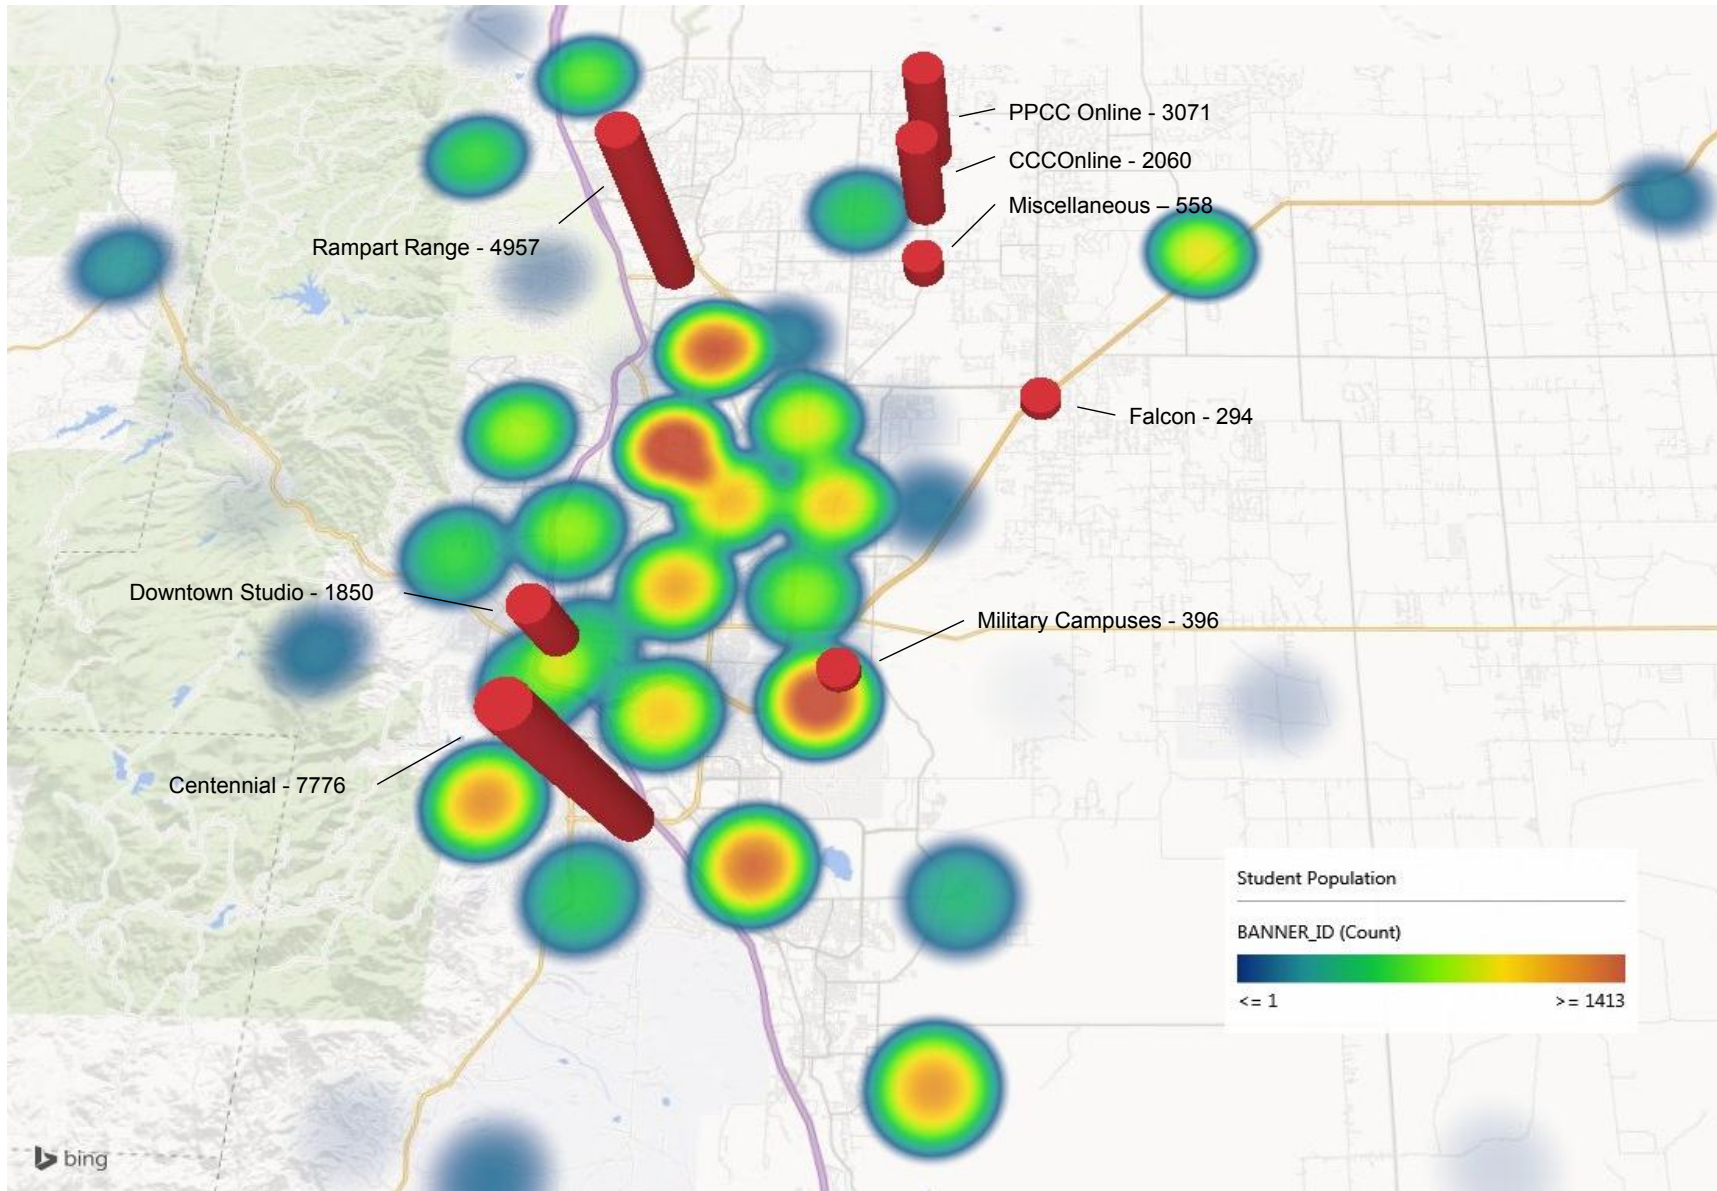 PPCC Online - 3071
CCCOnline - 2060
Miscellaneous – 558
Rampart Range - 4957
Falcon - 294
Downtown Studio - 1850
Military Campuses - 396
Centennial - 7776
Student Population
BANNER_ID (Count)
<= 1
>= 1413
bing